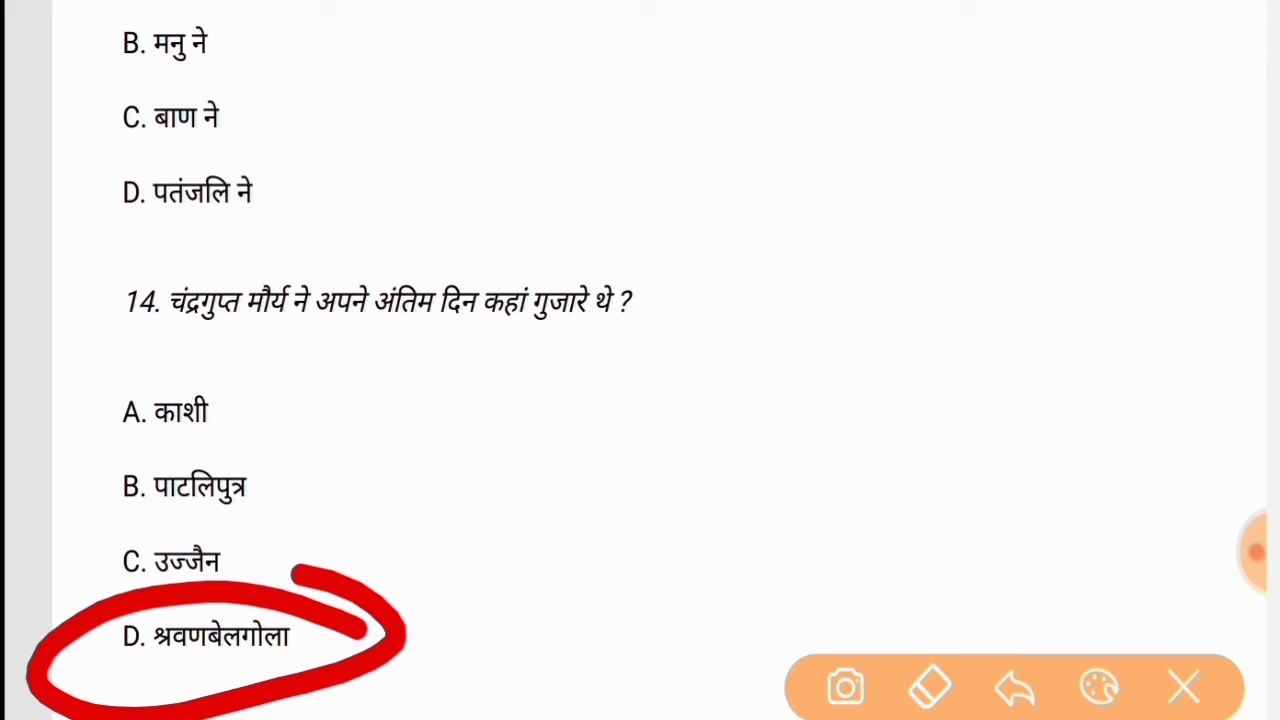 B. मनु ने
C. बाण ने
D. पतंजलि ने
14. चंद्रगुप्त मौर्य ने अपने अंतिम दिन कहां गुजारे थे ?
A. काशी
B. पाटलिपुत्र
C. उज्जैन
D. श्रवणबेलगोला